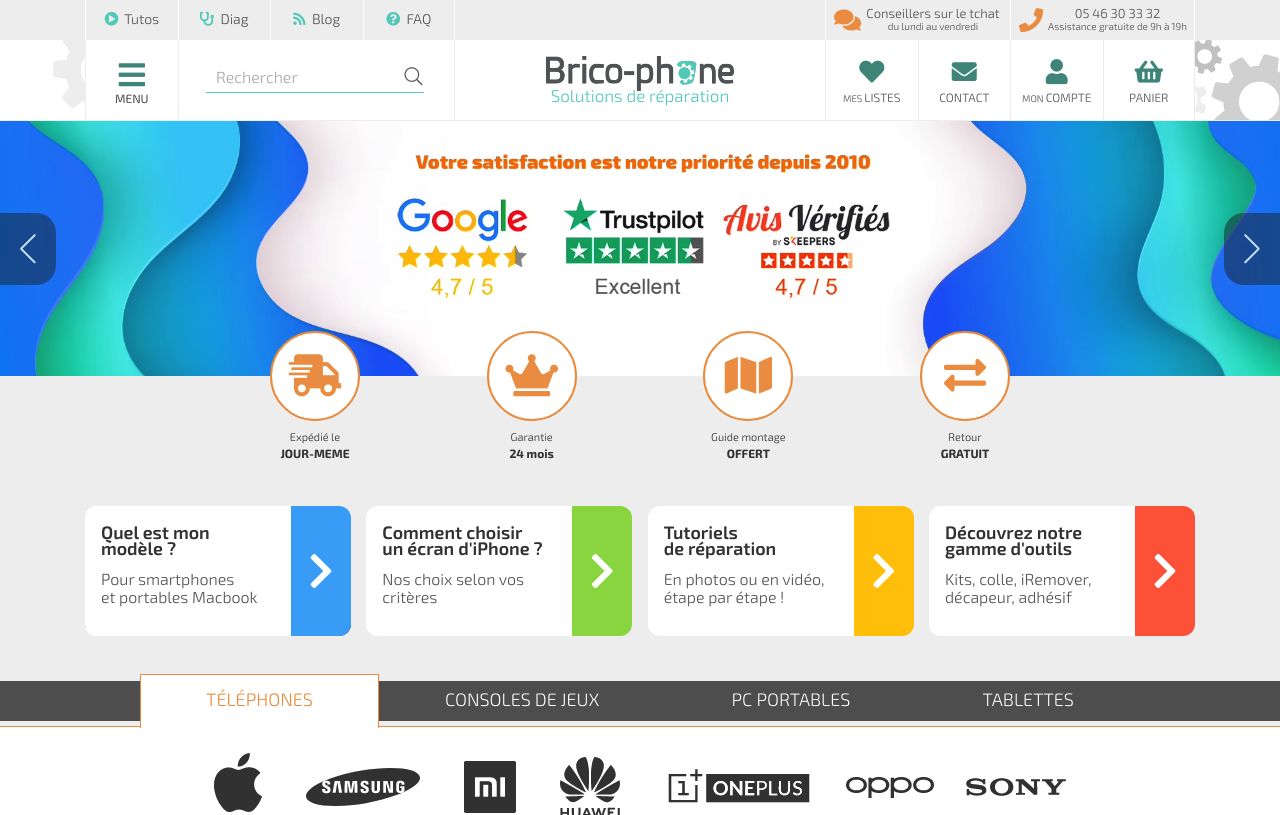 Tutos
Diag
Blog
FAQ
Conseillers sur le tchat
du lundi au vendredi
05 46 30 33 32
Assistance gratuite de 9h à 19h
MENU
Rechercher
Brico-phone
Solutions de réparation
MES LISTES
CONTACT
MON COMPTE
PANIER
Votre satisfaction est notre priorité depuis 2010
Google
4,7 / 5
Trustpilot
Excellent
Avis Vérifiés
BY SKEEPERS
4,7 / 5
Expédié le
JOUR-MEME
Garantie
24 mois
Guide montage
OFFERT
Retour
GRATUIT
Quel est mon
modèle ?
Pour smartphones
et portables Macbook
Comment choisir
un écran d'iPhone ?
Nos choix selon vos
critères
Tutoriels
de réparation
En photos ou en vidéo,
étape par étape !
Découvrez notre
gamme d'outils
Kits, colle, iRemover,
décapeur, adhésif
TÉLÉPHONES
CONSOLES DE JEUX
PC PORTABLES
TABLETTES
SAMSUNG
mi
HUAWEI
1+ ONEPLUS
oppo
SONY